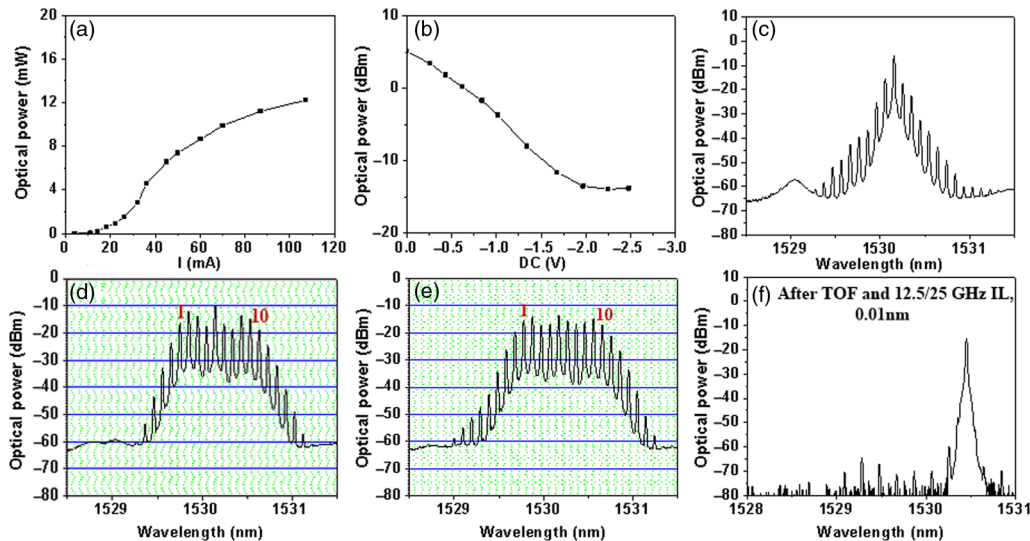 (a)
Optical power (mW)
20
16
12
8
4
0
0 20 40 60 80 100 120
I (mA)
(b)
Optical power (dBm)
10
0
−10
−20
0.0 −0.5 −1.0 −1.5 −2.0 −2.5 −3.0
DC (V)
(c)
Optical power (dBm)
10
0
−10
−20
−30
−40
−50
−60
−70
−80
1529 1530 1531
Wavelength (nm)
(d)
Optical power (dBm)
0
−10
−20
−30
−40
−50
−60
−70
−80
1 10
1529 1530 1531
Wavelength (nm)
(e)
Optical power (dBm)
0
−10
−20
−30
−40
−50
−60
−70
−80
1 10
1529 1530 1531
Wavelength (nm)
(f)
After TOF and 12.5/25 GHz IL,
0.01nm
Optical power (dBm)
10
0
−10
−20
−30
−40
−50
−60
−70
−80
1528 1529 1530 1531
Wavelength (nm)